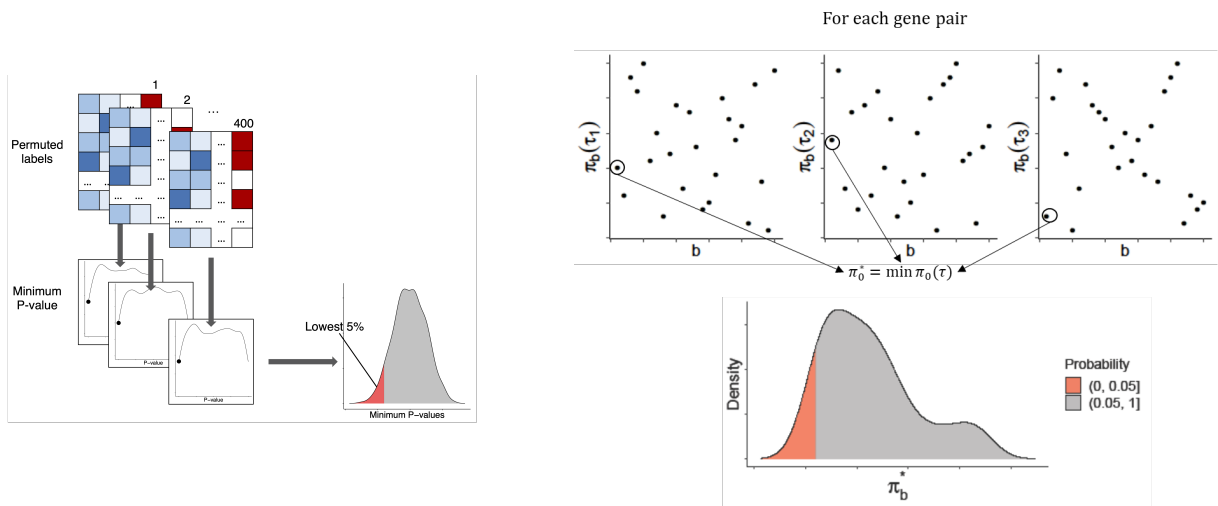 For each gene pair
1
2
...
400
Permuted
labels
...
...
...
...
...
...
...
...
...
... ...
...
...
... ...
...
... ... ... ...
...
Minimum
P-value
P-value
P-value
Lowest 5%
Minimum P-values
π_b(τ_1)
b
π_b(τ_2)
b
π_b(τ_3)
b
π_0^* = min π_0(τ)
Density
π_b^*
Probability
(0, 0.05]
(0.05, 1]